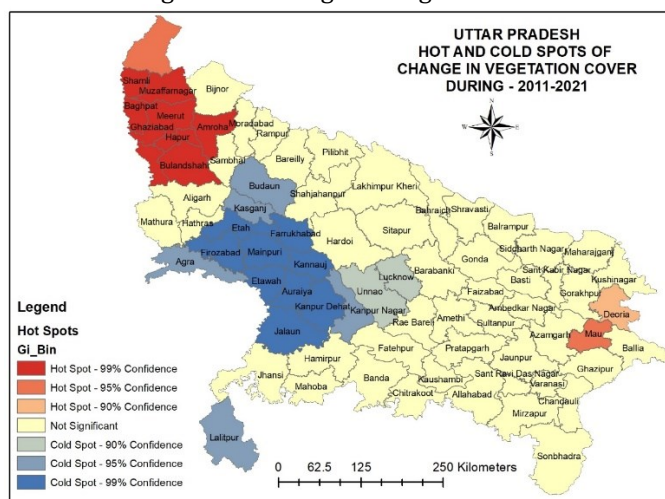 UTTAR PRADESH
HOT AND COLD SPOTS OF
CHANGE IN VEGETATION COVER
DURING - 2011-2021
Shamli
Muzaffarnagar
Bijnor
Baghpat
Meerut
Ghaziabad
Amroha
Moradabad
Hapur
Rampur
Sambhal
Bareilly
Pilibhit
Bulandshahr
Budaun
Shahjahanpur
Lakhimpur Kheri
Aligarh
Kasganj
Bahraich
Shravasti
Mathura
Hathras
Etah
Farrukhabad
Hardoi
Sitapur
Balrampur
Siddharth Nagar
Maharajganj
Agra
Firozabad
Mainpuri
Kannauj
Gonda
Sant Kabir Nagar
Kushinagar
Etawah
Lucknow
Barabanki
Basti
Gorakhpur
Auraiya
Unnao
Faizabad
Deoria
Kanpur Dehat
Kanpur Nagar
Rae Bareli
Amethi
Ambedkar Nagar
Sultanpur
Azamgarh
Mau
Ballia
Jalaun
Hamirpur
Fatehpur
Pratapgarh
Jaunpur
Ghazipur
Jhansi
Mahoba
Banda
Kaushambi
Sant Ravi Das Nagar
Varanasi
Chitrakoot
Allahabad
Chandauli
Mirzapur
Lalitpur
Sonbhadra
Legend
Hot Spots
Gi_Bin
Hot Spot - 99% Confidence
Hot Spot - 95% Confidence
Hot Spot - 90% Confidence
Not Significant
Cold Spot - 90% Confidence
Cold Spot - 95% Confidence
Cold Spot - 99% Confidence
0 62.5 125 250 Kilometers